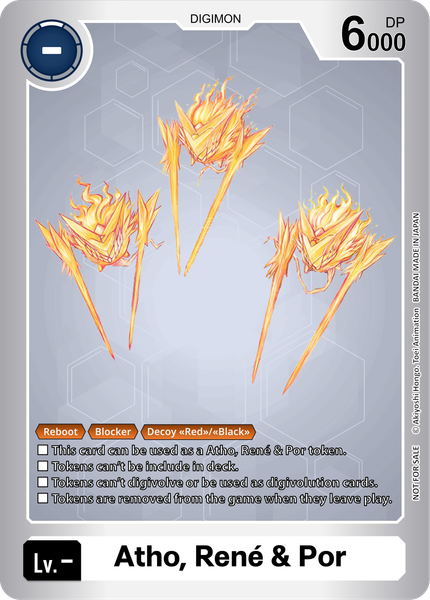 DIGIMON
-
DP
6000
Reboot Blocker Decoy «Red»/«Black»
This card can be used as a Atho, René & Por token.
Tokens can't be include in deck.
Tokens can't digivolve or be used as digivolution cards.
Tokens are removed from the game when they leave play.
NOT FOR SALE © Akiyoshi Hongo, Toei Animation BANDAI MADE IN JAPAN
Lv.-
Atho, René & Por